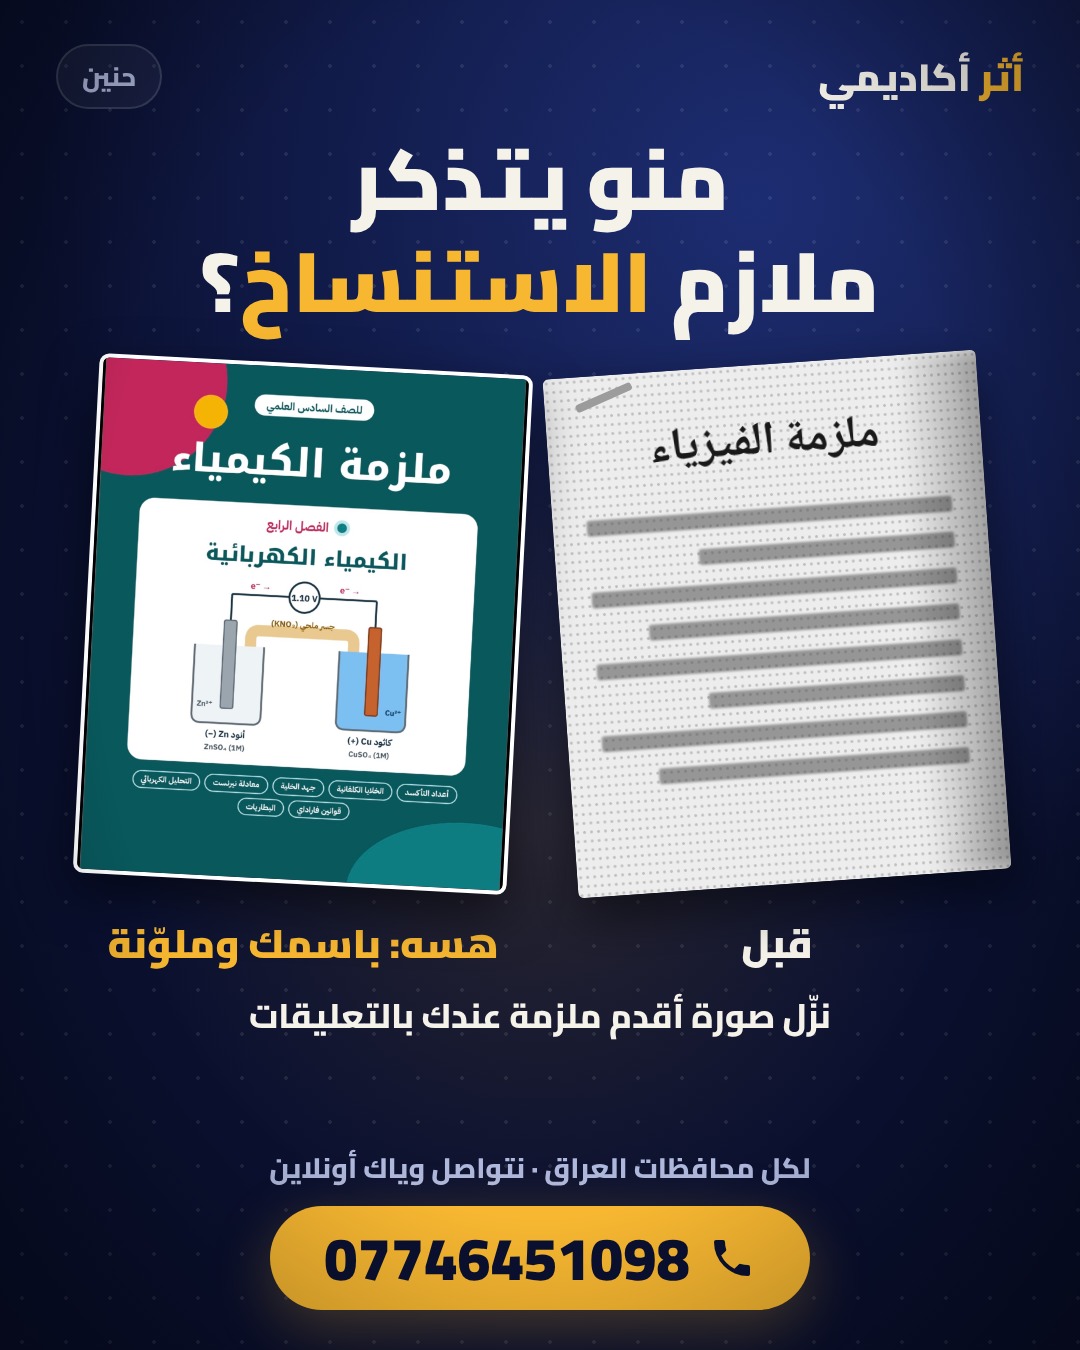 أثر أكاديمي
حنين
منو يتذكر
ملازم الاستنساخ؟
ملزمة الفيزياء
للصف السادس العلمي
ملزمة الكيمياء
الفصل الرابع
الكيمياء الكهربائية
e⁻ →
1.10 V
e⁻ →
جسر ملحي (KNO₃)
Zn²⁺
Cu²⁺
أنود Zn (−)
ZnSO₄ (1M)
كاثود Cu (+)
CuSO₄ (1M)
أعداد التأكسد
الخلايا الكلفانية
جهد الخلية
معادلة نيرنست
التحليل الكهربائي
قوانين فاراداي
البطاريات
قبل
هسه: باسمك وملوّنة
نزّل صورة أقدم ملزمة عندك بالتعليقات
لكل محافظات العراق · نتواصل وياك أونلاين
07746451098